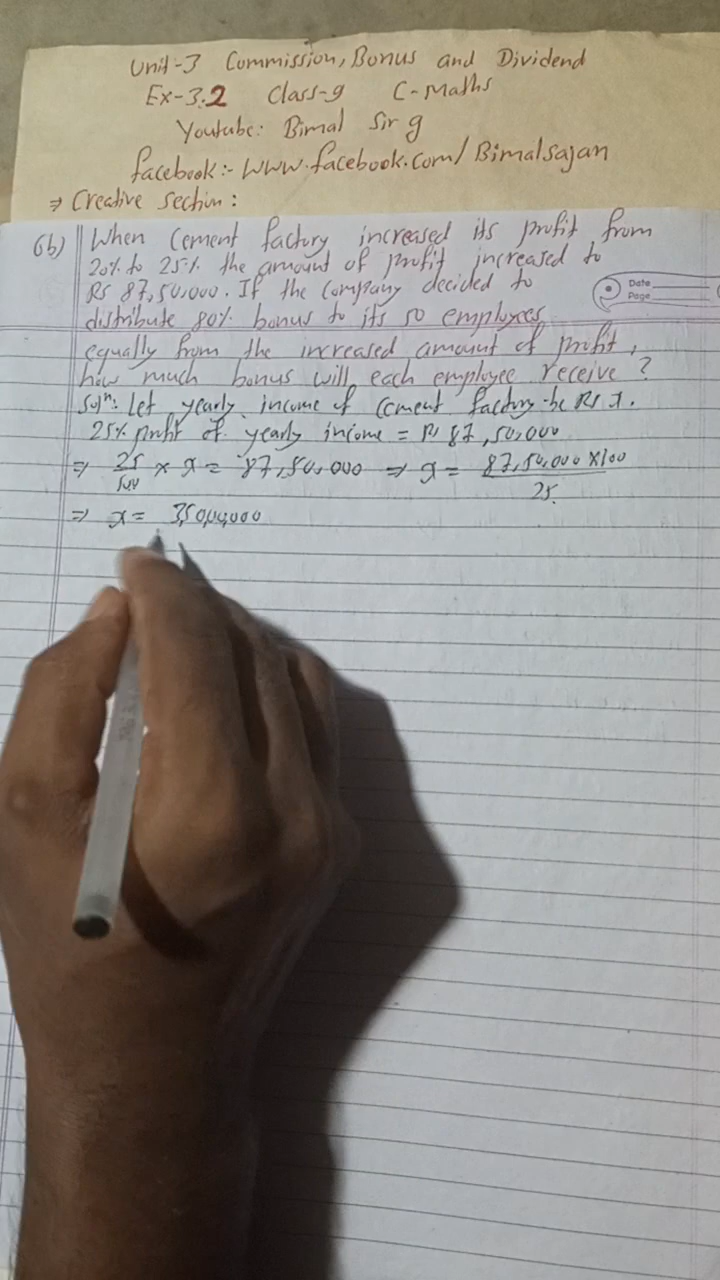 Unit-3 Commission, Bonus and Dividend
Ex-3.2 Class-9 C-Maths
Youtube: Bimal Sir g
facebook:- www.facebook.com/Bimalsajan
⇒ Creative section:
6b) When Cement factory increased its profit from
20% to 25% the amount of profit increased to
RS 87,50,000. If the Company decided to
Date
Page
distribute 80% bonus to its 50 employees
equally from the increased amount of profit,
how much bonus will each employee receive?
Solⁿ: Let yearly income of cement factory be Rs x.
25% profit of yearly income = Rs 87,50,000
⇒ 25/100 × x = 87,50,000 ⇒ x = 87,50,000 × 100 / 25
⇒ x = 3,50,00,000